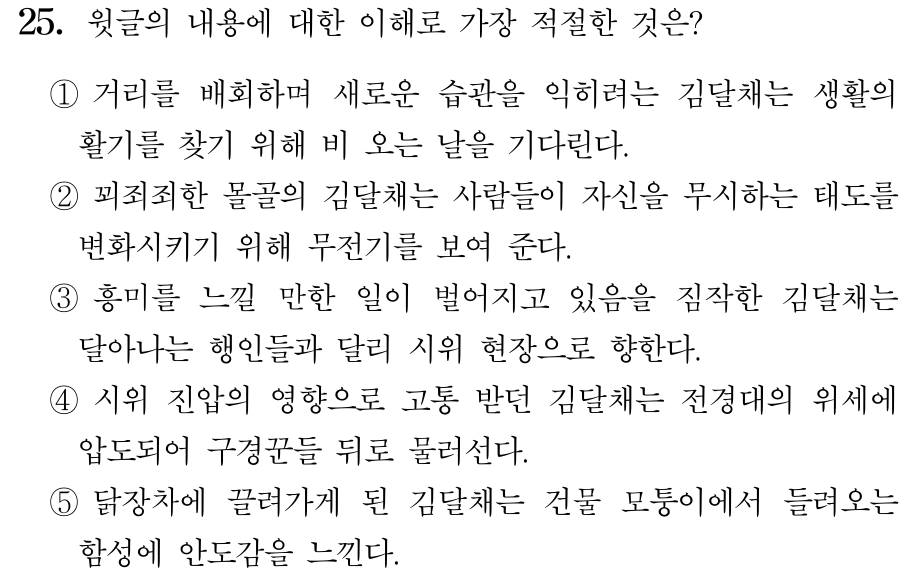 25. 윗글의 내용에 대한 이해로 가장 적절한 것은?
① 거리를 배회하며 새로운 습관을 익히려는 김달채는 생활의
활기를 찾기 위해 비 오는 날을 기다린다.
② 꾀죄죄한 몰골의 김달채는 사람들이 자신을 무시하는 태도를
변화시키기 위해 무전기를 보여 준다.
③ 흥미를 느낄 만한 일이 벌어지고 있음을 짐작한 김달채는
달아나는 행인들과 달리 시위 현장으로 향한다.
④ 시위 진압의 영향으로 고통 받던 김달채는 전경대의 위세에
압도되어 구경꾼들 뒤로 물러선다.
⑤ 닭장차에 끌려가게 된 김달채는 건물 모퉁이에서 들려오는
함성에 안도감을 느낀다.